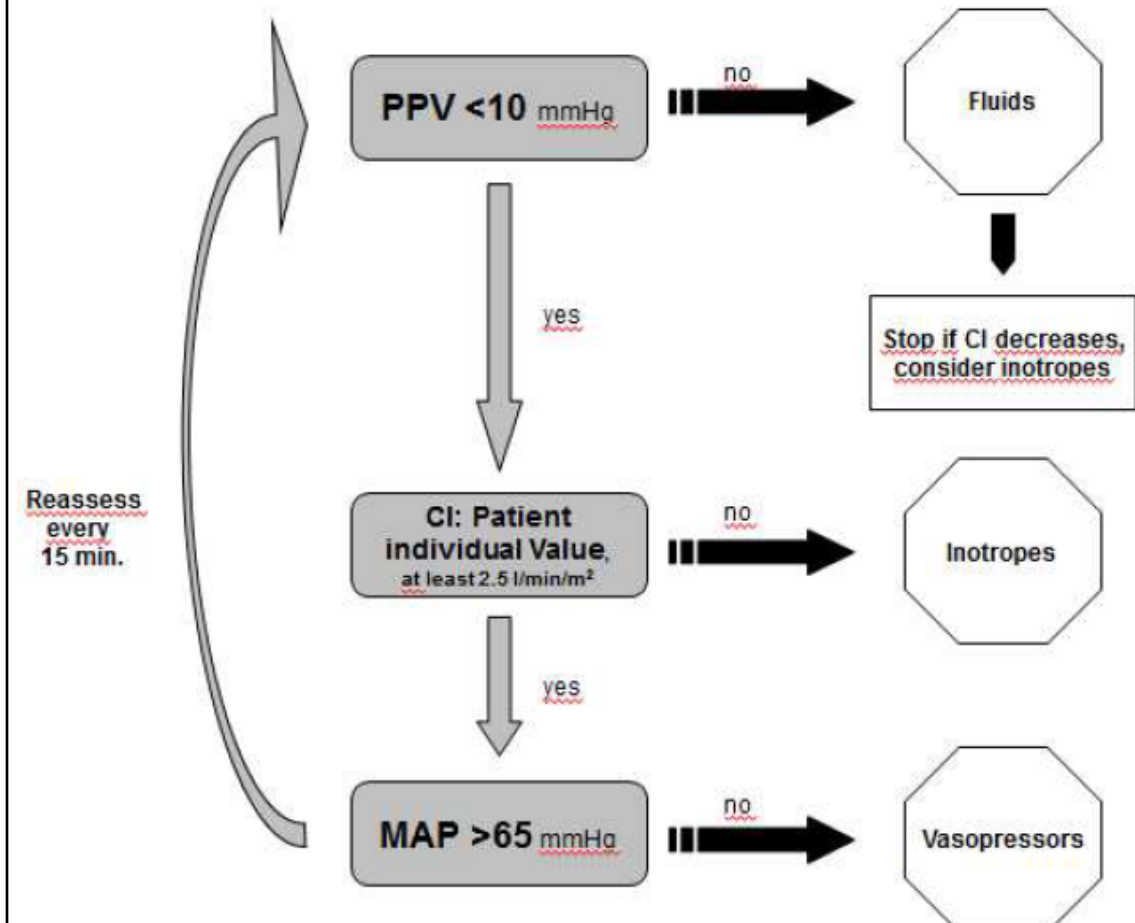 PPV <10 mmHg
no
Fluids
yes
Stop if CI decreases,
consider inotropes
Reassess
every
15 min.
CI: Patient
individual Value,
at least 2.5 l/min/m²
no
Inotropes
yes
MAP >65 mmHg
no
Vasopressors